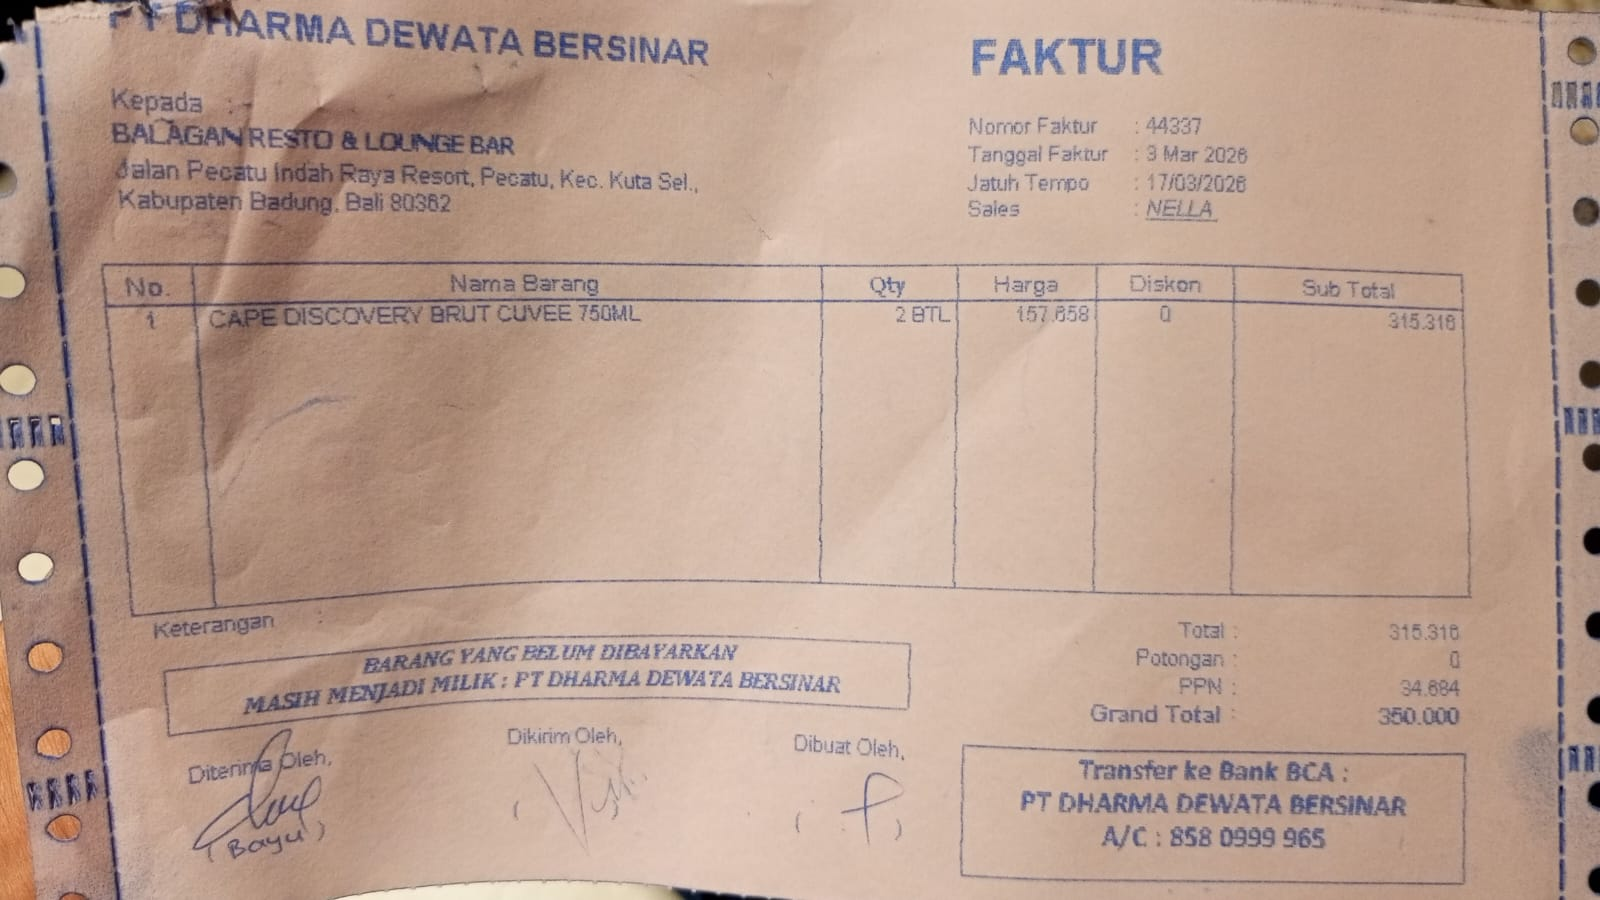 PT DHARMA DEWATA BERSINAR
FAKTUR
Kepada :
BALAGAN RESTO & LOUNGE BAR
Jalan Pecatu Indah Raya Resort, Pecatu, Kec. Kuta Sel.,
Kabupaten Badung, Bali 80362
Nomor Faktur : 44337
Tanggal Faktur : 3 Mar 2026
Jatuh Tempo : 17/03/2026
Sales : NELLA
No. Nama Barang Qty Harga Diskon Sub Total
1 CAPE DISCOVERY BRUT CUVEE 750ML 2 BTL 157.658 0 315.316
Keterangan
BARANG YANG BELUM DIBAYARKAN
MASIH MENJADI MILIK : PT DHARMA DEWATA BERSINAR
Total : 315.316
Potongan : 0
PPN : 34.684
Grand Total : 350.000
Diterima Oleh,
(Bayu)
Dikirim Oleh,
Dibuat Oleh,
Transfer ke Bank BCA :
PT DHARMA DEWATA BERSINAR
A/C : 858 0999 965